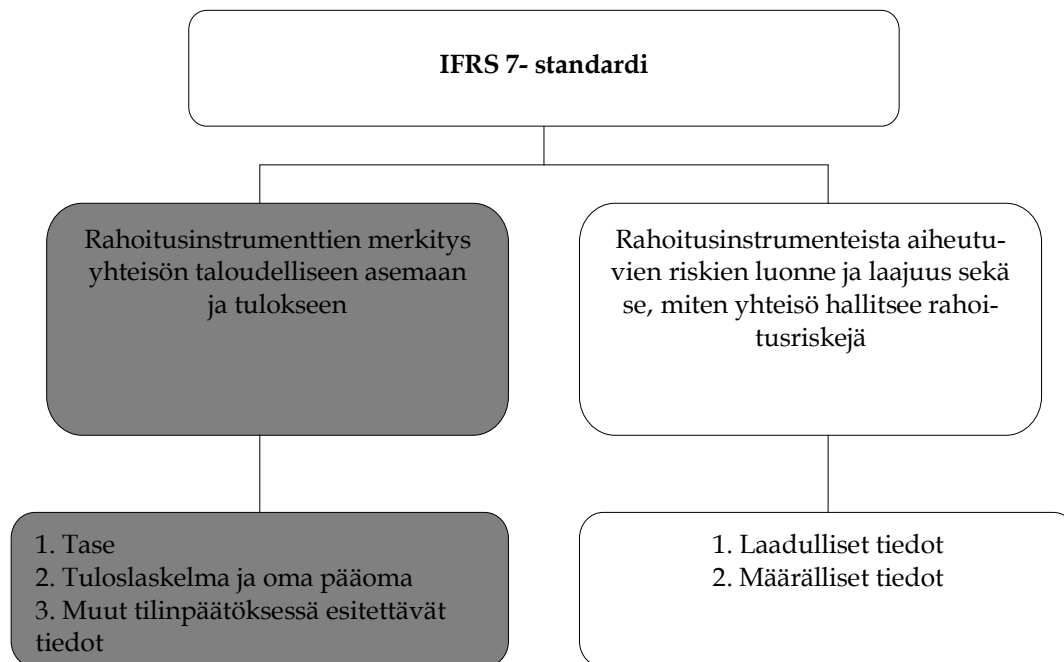 IFRS 7- standardi
Rahoitusinstrumenttien merkitys
yhteisön taloudelliseen asemaan
ja tulokseen
Rahoitusinstrumenteista aiheutu-
vien riskien luonne ja laajuus sekä
se, miten yhteisö hallitsee rahoi-
tusriskejä
1. Tase
2. Tuloslaskelma ja oma pääoma
3. Muut tilinpäätöksessä esitettävät
tiedot
1. Laadulliset tiedot
2. Määrälliset tiedot